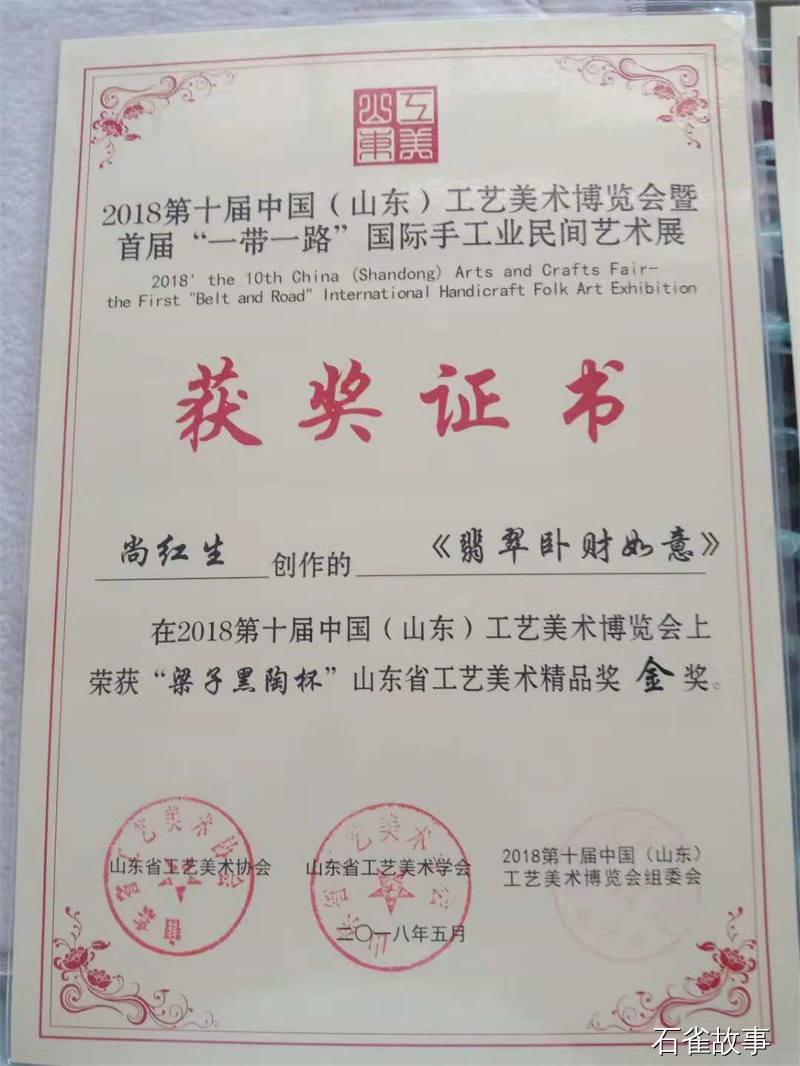 山东工美
2018第十届中国（山东）工艺美术博览会暨
首届“一带一路”国际手工业民间艺术展
2018' the 10th China (Shandong) Arts and Crafts Fair-
the First "Belt and Road" International Handicraft Folk Art Exhibition
获奖证书
尚红生 创作的 《翡翠卧财如意》
在2018第十届中国（山东）工艺美术博览会上
荣获“梁子黑陶杯”山东省工艺美术精品奖 金 奖。
山东省工艺美术协会 山东省工艺美术学会 2018第十届中国（山东）
工艺美术博览会组委会
二〇一八年五月
石雀故事